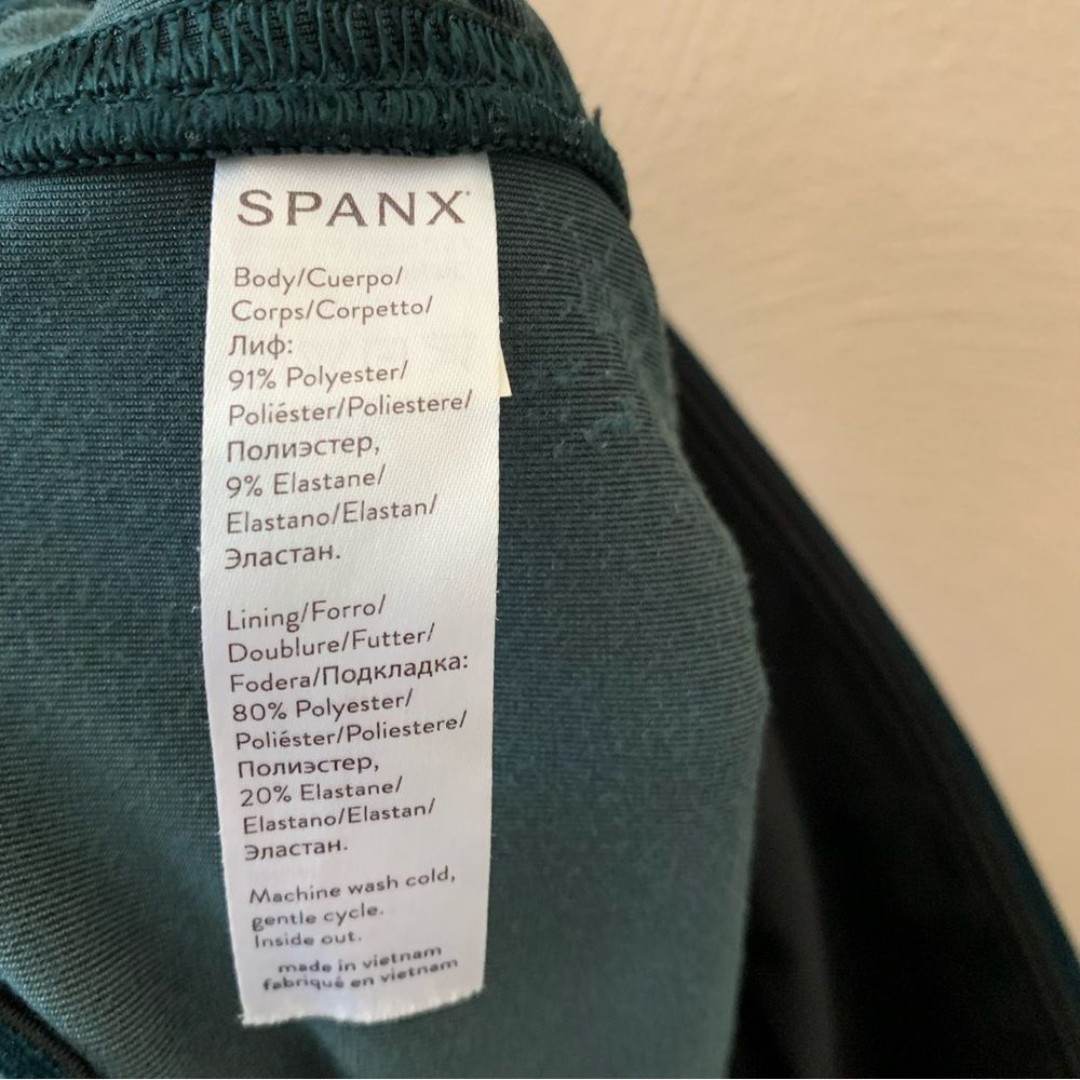 SPANX
Body/Cuerpo/
Corps/Corpetto/
Лиф:
91% Polyester/
Poliéster/Poliestere/
Полиэстер,
9% Elastane/
Elastano/Elastan/
Эластан.
Lining/Forro/
Doublure/Futter/
Fodera/Подкладка:
80% Polyester/
Poliéster/Poliestere/
Полиэстер,
20% Elastane/
Elastano/Elastan/
Эластан.
Machine wash cold,
gentle cycle.
Inside out.
made in vietnam
fabriqué en vietnam